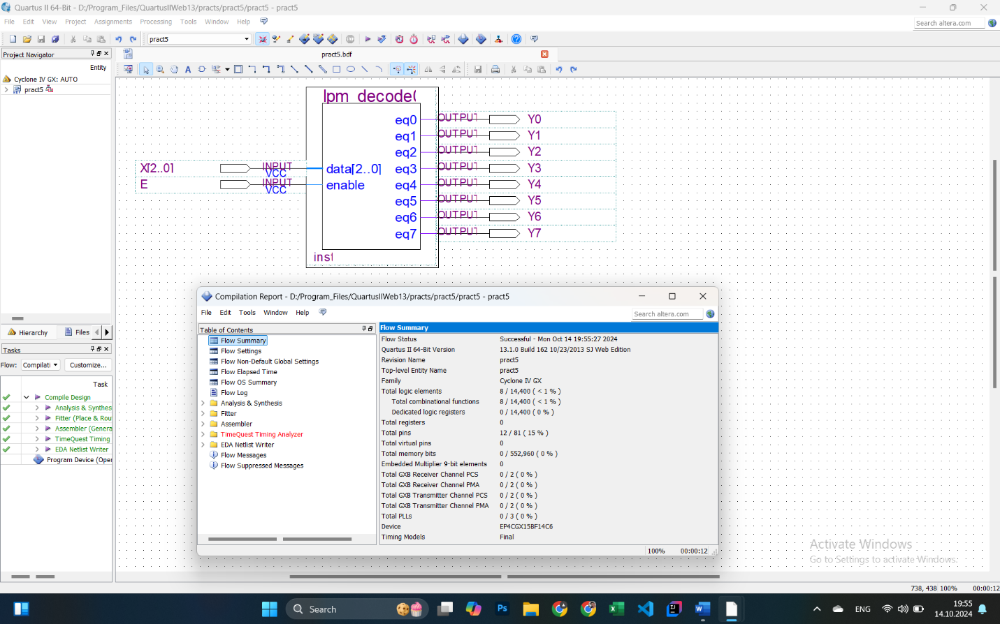 Quartus II 64-Bit - D:/Program_Files/QuartusIIWeb13/practs/pract5/pract5 - pract5
File Edit View Project Assignments Processing Tools Window Help
Search altera.com
pract5
Project Navigator
pract5.bdf
Entity
Cyclone IV GX: AUTO
pract5
lpm_decode0
eq0 OUTPUT Y0
eq1 OUTPUT Y1
eq2 OUTPUT Y2
X[2..0] INPUT VCC data[2..0] eq3 OUTPUT Y3
E INPUT VCC enable eq4 OUTPUT Y4
eq5 OUTPUT Y5
eq6 OUTPUT Y6
eq7 OUTPUT Y7
inst
Hierarchy Files
Tasks
Flow: Compilati Customize...
Task
Compile Design
Analysis & Synthes
Fitter (Place & Rou
Assembler (Genera
TimeQuest Timing
EDA Netlist Writer
Program Device (Oper
Compilation Report - D:/Program_Files/QuartusIIWeb13/practs/pract5/pract5 - pract5
File Edit Tools Window Help
Search altera.com
Table of Contents
Flow Summary
Flow Settings
Flow Non-Default Global Settings
Flow Elapsed Time
Flow OS Summary
Flow Log
Analysis & Synthesis
Fitter
Assembler
TimeQuest Timing Analyzer
EDA Netlist Writer
Flow Messages
Flow Suppressed Messages
Flow Summary
Flow Status Successful - Mon Oct 14 19:55:27 2024
Quartus II 64-Bit Version 13.1.0 Build 162 10/23/2013 SJ Web Edition
Revision Name pract5
Top-level Entity Name pract5
Family Cyclone IV GX
Total logic elements 8 / 14,400 ( < 1 % )
Total combinational functions 8 / 14,400 ( < 1 % )
Dedicated logic registers 0 / 14,400 ( 0 % )
Total registers 0
Total pins 12 / 81 ( 15 % )
Total virtual pins 0
Total memory bits 0 / 552,960 ( 0 % )
Embedded Multiplier 9-bit elements 0
Total GXB Receiver Channel PCS 0 / 2 ( 0 % )
Total GXB Receiver Channel PMA 0 / 2 ( 0 % )
Total GXB Transmitter Channel PCS 0 / 2 ( 0 % )
Total GXB Transmitter Channel PMA 0 / 2 ( 0 % )
Total PLLs 0 / 3 ( 0 % )
Device EP4CGX15BF14C6
Timing Models Final
100% 00:00:12
Activate Windows
Go to Settings to activate Windows.
738, 438 100% 00:00:12
Search
ENG
19:55
14.10.2024